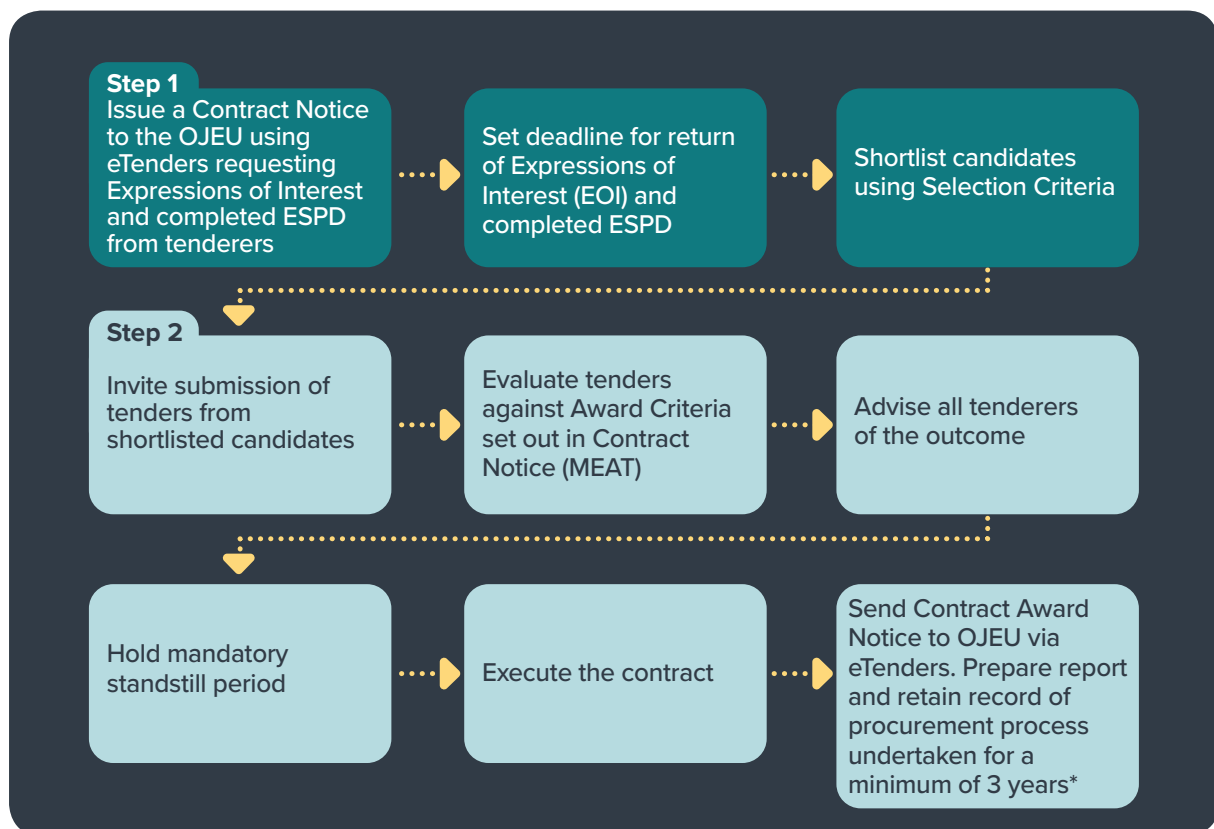 Step 1
Issue a Contract Notice
to the OJEU using
eTenders requesting
Expressions of Interest
and completed ESPD
from tenderers
Set deadline for return
of Expressions of
Interest (EOI) and
completed ESPD
Shortlist candidates
using Selection Criteria
Step 2
Invite submission of
tenders from
shortlisted candidates
Evaluate tenders
against Award Criteria
set out in Contract
Notice (MEAT)
Advise all tenderers
of the outcome
Hold mandatory
standstill period
Execute the contract
Send Contract Award
Notice to OJEU via
eTenders. Prepare report
and retain record of
procurement process
undertaken for a
minimum of 3 years*